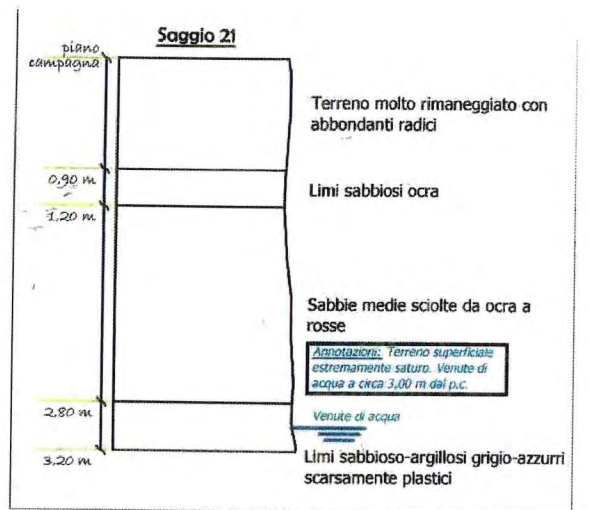 Saggio 21
piano
campagna
Terreno molto rimaneggiato con
abbondanti radici
0,90 m
Limi sabbiosi ocra
1,20 m
Sabbie medie sciolte da ocra a
rosse
Annotazioni: Terreno superficiale
estremamente saturo. Venute di
acqua a circa 3,00 m dal p.c.
2,80 m
Venute di acqua
3,20 m
Limi sabbioso-argillosi grigio-azzurri
scarsamente plastici